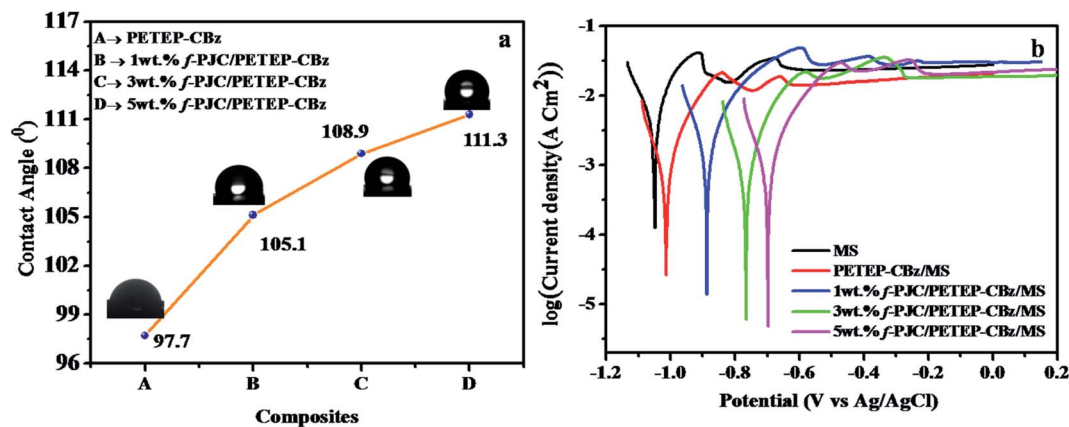 117
114
111
108
105
102
99
96
Contact Angle (⁰)
A→ PETEP-CBz
B → 1wt.% f-PJC/PETEP-CBz
C→ 3wt.% f-PJC/PETEP-CBz
D→ 5wt.% f-PJC/PETEP-CBz
a
97.7
105.1
108.9
111.3
A B C D
Composites
-1
-2
-3
-4
-5
log(Current density(A Cm²)
b
MS
PETEP-CBz/MS
1wt.% f-PJC/PETEP-CBz/MS
3wt.% f-PJC/PETEP-CBz/MS
5wt.% f-PJC/PETEP-CBz/MS
-1.2 -1.0 -0.8 -0.6 -0.4 -0.2 0.0 0.2
Potential (V vs Ag/AgCl)